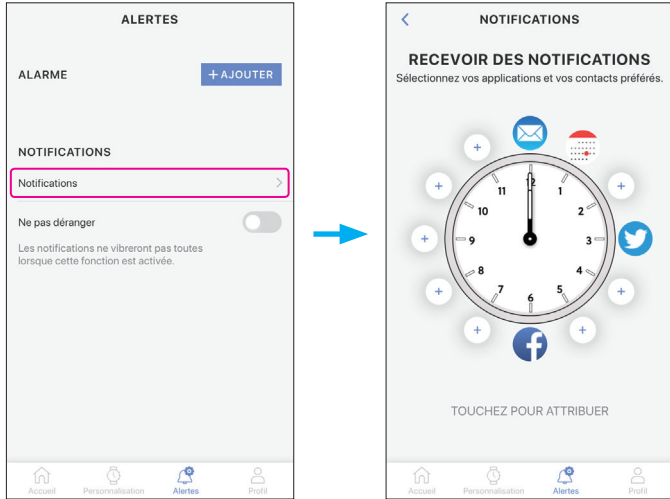 ALERTES
ALARME
+ AJOUTER
NOTIFICATIONS
Notifications
Ne pas déranger
Les notifications ne vibreront pas toutes
lorsque cette fonction est activée.
Accueil
Personnalisation
Alertes
Profil
NOTIFICATIONS
RECEVOIR DES NOTIFICATIONS
Sélectionnez vos applications et vos contacts préférés.
12
1
2
3
4
5
6
7
8
9
10
11
TOUCHEZ POUR ATTRIBUER
Accueil
Personnalisation
Alertes
Profil